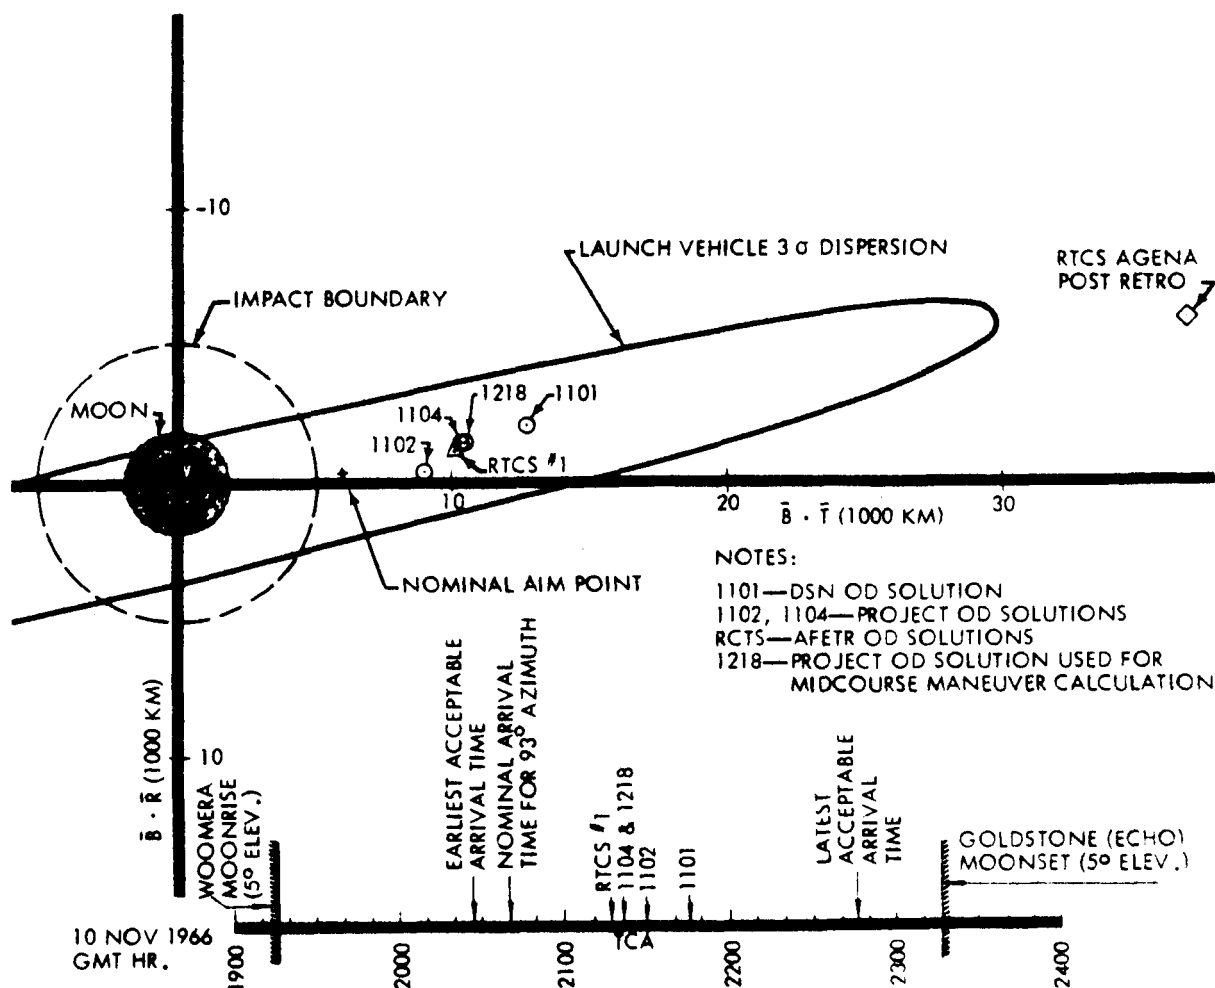 -10
LAUNCH VEHICLE 3 σ DISPERSION
RTCS AGENA
POST RETRO
IMPACT BOUNDARY
MOON
1104
1218
1101
1102
RTCS #1
10
20
30
B̄ · T̄ (1000 KM)
NOMINAL AIM POINT
NOTES:
1101—DSN OD SOLUTION
1102, 1104—PROJECT OD SOLUTIONS
RCTS—AFETR OD SOLUTIONS
1218—PROJECT OD SOLUTION USED FOR
MIDCOURSE MANEUVER CALCULATION
B̄ · R̄ (1000 KM)
10
WOOMERA
MOONRISE
(5° ELEV.)
EARLIEST ACCEPTABLE
ARRIVAL TIME
NOMINAL ARRIVAL
TIME FOR 93° AZIMUTH
RTCS #1
1104 & 1218
1102
1101
LATEST
ACCEPTABLE
ARRIVAL
TIME
GOLDSTONE (ECHO)
MOONSET (5° ELEV.)
10 NOV 1966
GMT HR.
TCA
1900
2000
2100
2200
2300
2400